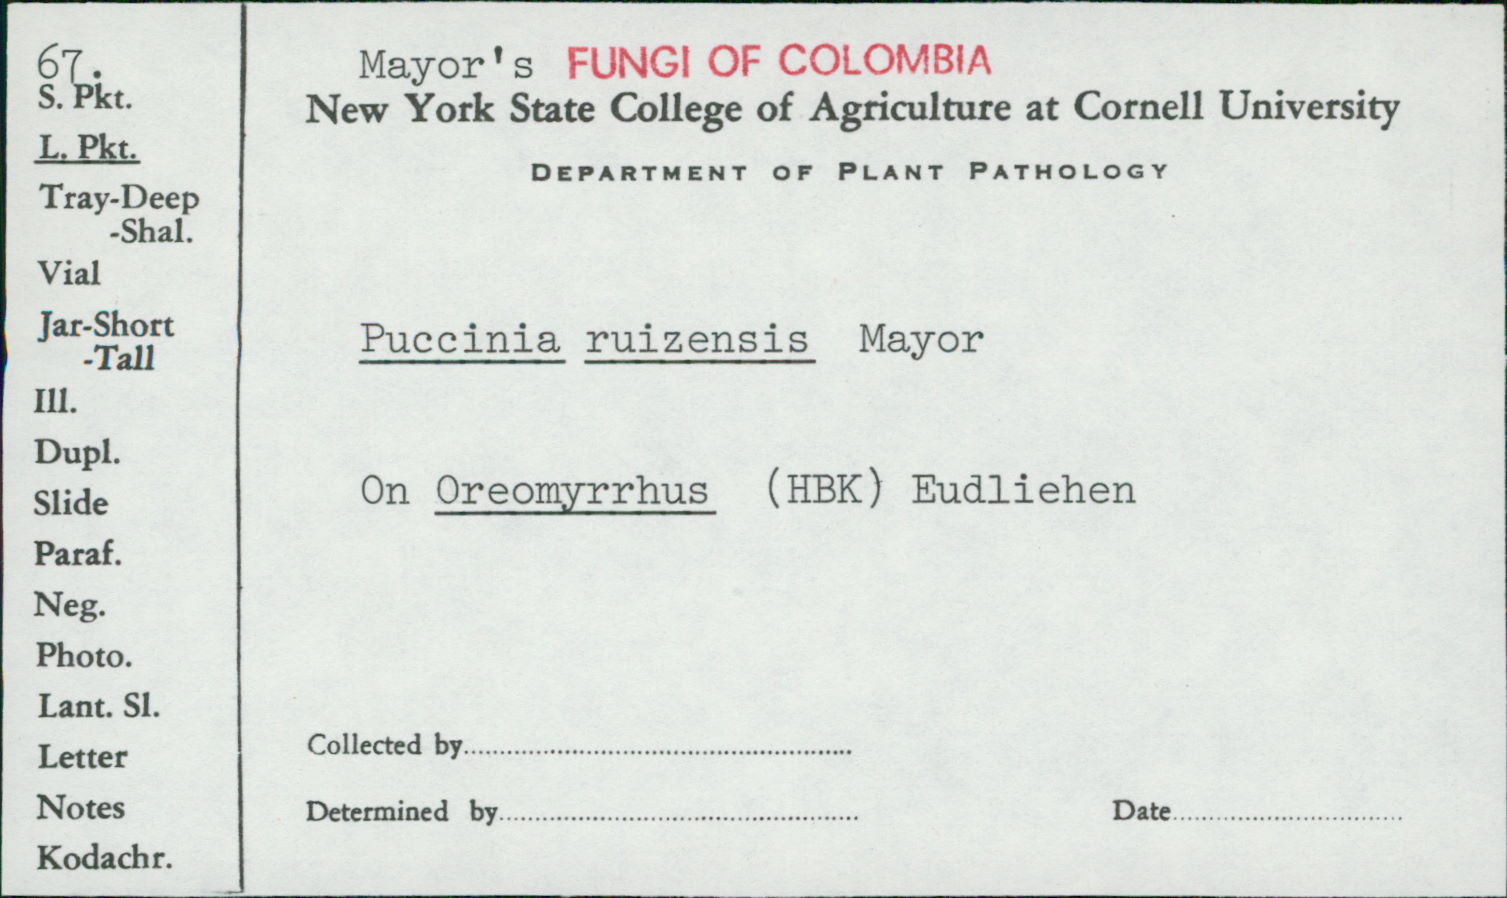 67.
S. Pkt.
L. Pkt.
Tray-Deep
-Shal.
Vial
Jar-Short
-Tall
Ill.
Dupl.
Slide
Paraf.
Neg.
Photo.
Lant. Sl.
Letter
Notes
Kodachr.
Mayor's FUNGI OF COLOMBIA
New York State College of Agriculture at Cornell University
DEPARTMENT OF PLANT PATHOLOGY
Puccinia ruizensis Mayor
On Oreomyrrhus (HBK) Eudliehen
Collected by
Determined by
Date